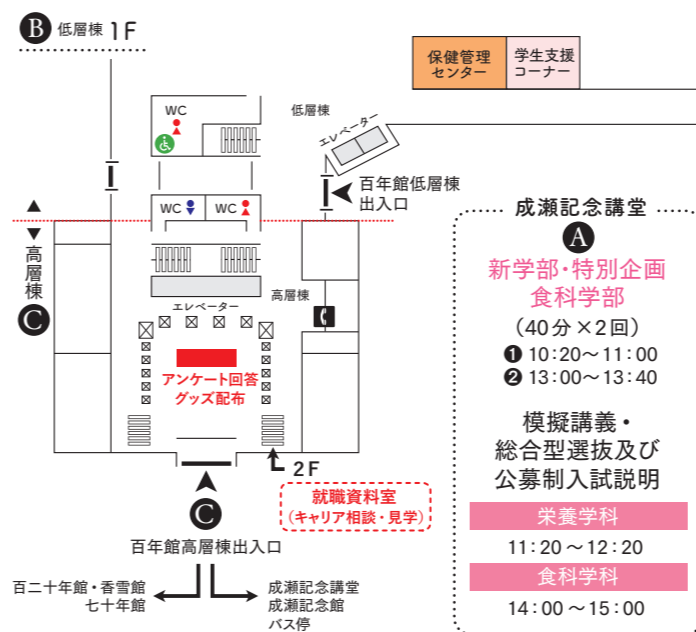 B 低層棟 1F
保健管理
センター
学生支援
コーナー
WC
低層棟
エレベーター
百年館低層棟
出入口
WC
WC
高層棟
C
エレベーター
高層棟
アンケート回答
グッズ配布
2F
就職資料室
(キャリア相談・見学)
C
百年館高層棟出入口
百二十年館・香雪館
七十年館
成瀬記念講堂
成瀬記念館
バス停
成瀬記念講堂
A
新学部・特別企画
食科学部
(40分×2回)
❶ 10:20〜11:00
❷ 13:00〜13:40
模擬講義・
総合型選抜及び
公募制入試説明
栄養学科
11:20〜12:20
食科学科
14:00〜15:00